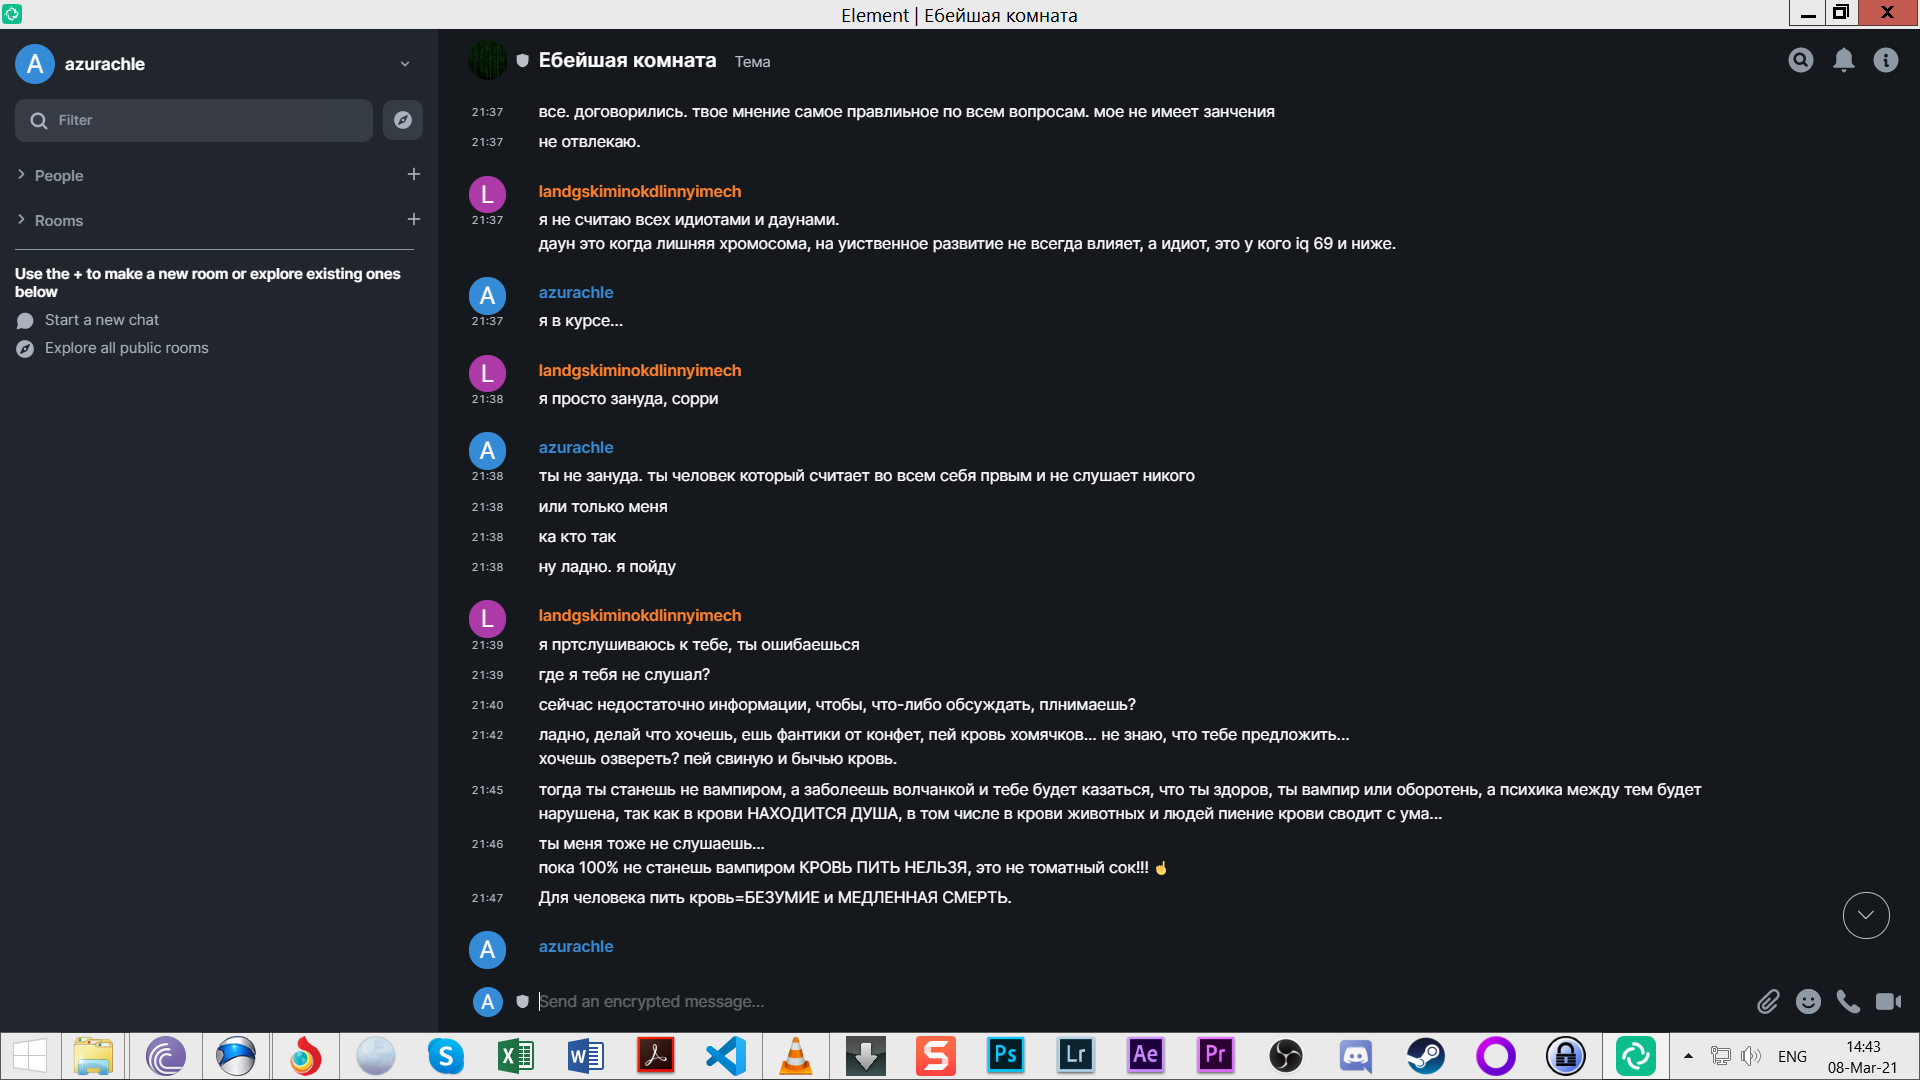 Element | Ебейшая комната
A azurachle
Filter
People
Rooms
Use the + to make a new room or explore existing ones
below
Start a new chat
Explore all public rooms
Ебейшая комната Тема
21:37 все. договорились. твое мнение самое правлиьное по всем вопросам. мое не имеет занчения
21:37 не отвлекаю.
L landgskiminokdlinnyimech
21:37 я не считаю всех идиотами и даунами.
даун это когда лишняя хромосома, на уиственное развитие не всегда влияет, а идиот, это у кого iq 69 и ниже.
A azurachle
21:37 я в курсе...
L landgskiminokdlinnyimech
21:38 я просто зануда, сорри
A azurachle
21:38 ты не зануда. ты человек который считает во всем себя првым и не слушает никого
21:38 или только меня
21:38 ка кто так
21:38 ну ладно. я пойду
L landgskiminokdlinnyimech
21:39 я пртслушиваюсь к тебе, ты ошибаешься
21:39 где я тебя не слушал?
21:40 сейчас недостаточно информации, чтобы, что-либо обсуждать, плнимаешь?
21:42 ладно, делай что хочешь, ешь фантики от конфет, пей кровь хомячков... не знаю, что тебе предложить...
хочешь озвереть? пей свиную и бычью кровь.
21:45 тогда ты станешь не вампиром, а заболеешь волчанкой и тебе будет казаться, что ты здоров, ты вампир или оборотень, а психика между тем будет
нарушена, так как в крови НАХОДИТСЯ ДУША, в том числе в крови животных и людей пиение крови сводит с ума...
21:46 ты меня тоже не слушаешь...
пока 100% не станешь вампиром КРОВЬ ПИТЬ НЕЛЬЗЯ, это не томатный сок!!! ☝
21:47 Для человека пить кровь=БЕЗУМИЕ и МЕДЛЕННАЯ СМЕРТЬ.
A azurachle
A Send an encrypted message...
Ps Lr Ae Pr
ENG
14:43
08-Mar-21